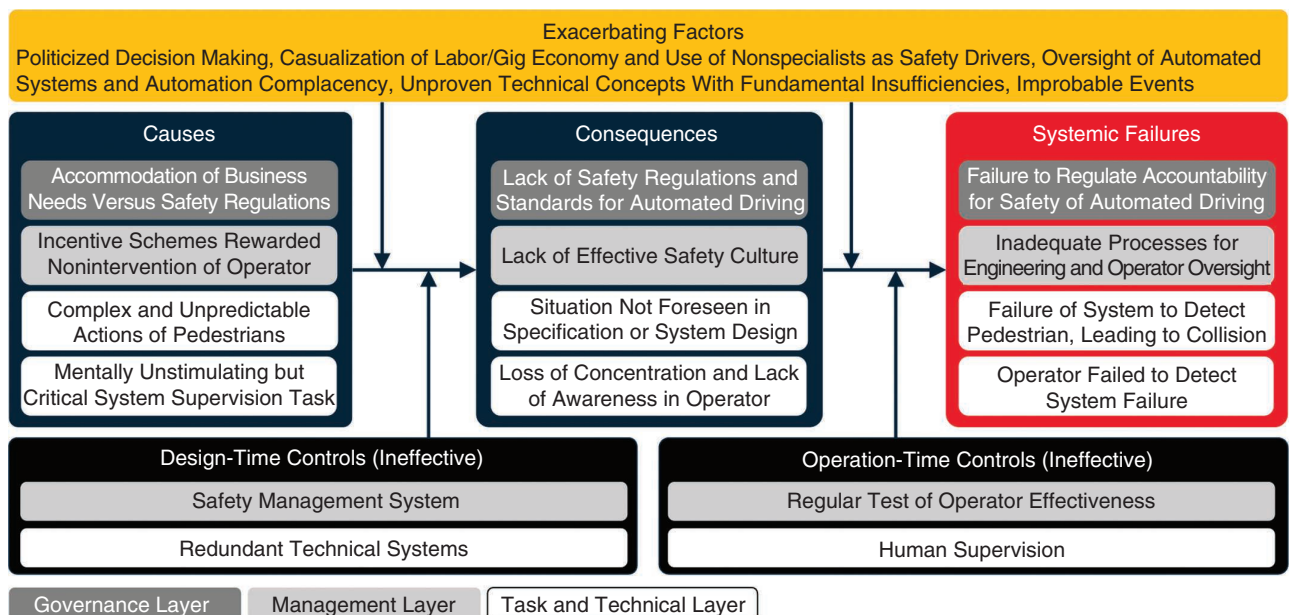 Exacerbating Factors
Politicized Decision Making, Casualization of Labor/Gig Economy and Use of Nonspecialists as Safety Drivers, Oversight of Automated
Systems and Automation Complacency, Unproven Technical Concepts With Fundamental Insufficiencies, Improbable Events
Causes
Accommodation of Business
Needs Versus Safety Regulations
Incentive Schemes Rewarded
Nonintervention of Operator
Complex and Unpredictable
Actions of Pedestrians
Mentally Unstimulating but
Critical System Supervision Task
Consequences
Lack of Safety Regulations and
Standards for Automated Driving
Lack of Effective Safety Culture
Situation Not Foreseen in
Specification or System Design
Loss of Concentration and Lack
of Awareness in Operator
Systemic Failures
Failure to Regulate Accountability
for Safety of Automated Driving
Inadequate Processes for
Engineering and Operator Oversight
Failure of System to Detect
Pedestrian, Leading to Collision
Operator Failed to Detect
System Failure
Design-Time Controls (Ineffective)
Safety Management System
Redundant Technical Systems
Operation-Time Controls (Ineffective)
Regular Test of Operator Effectiveness
Human Supervision
Governance Layer
Management Layer
Task and Technical Layer